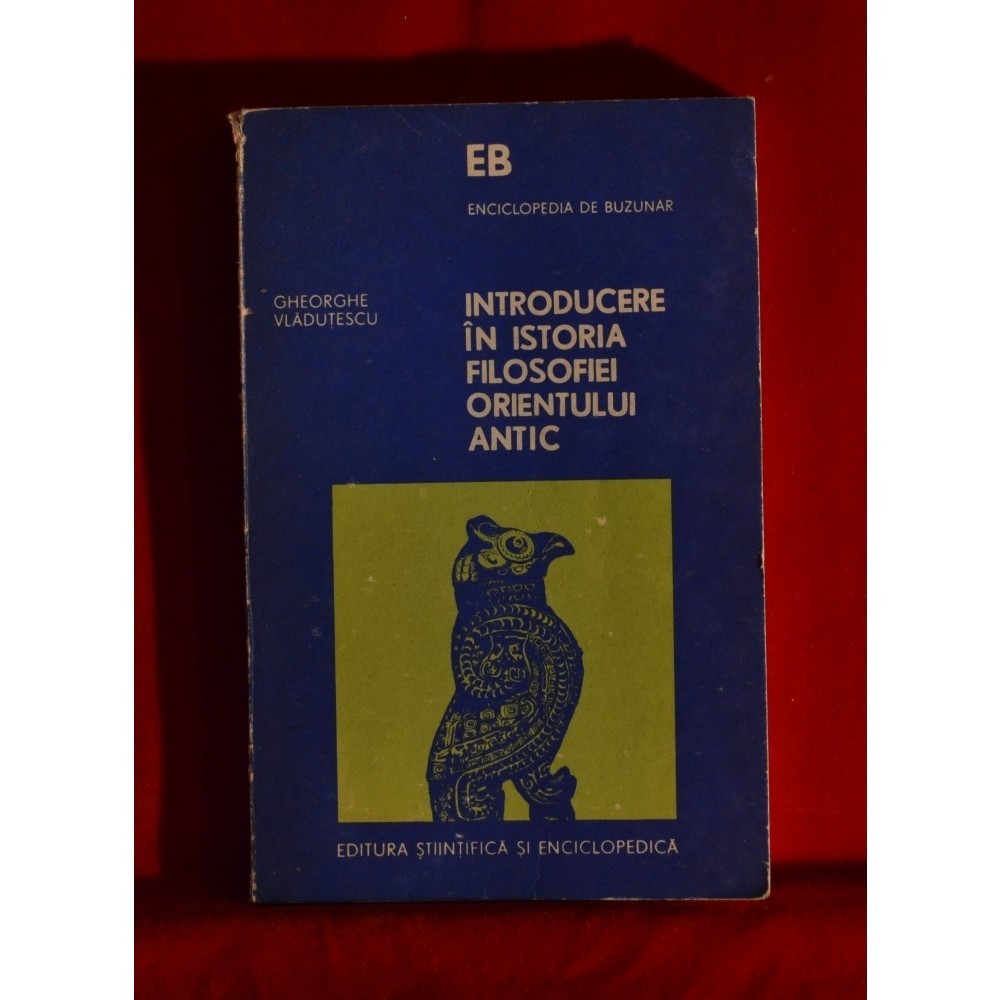 EB
ENCICLOPEDIA DE BUZUNAR
GHEORGHE
VLĂDUȚESCU
INTRODUCERE
ÎN ISTORIA
FILOSOFIEI
ORIENTULUI
ANTIC
EDITURA ȘTIINȚIFICĂ ȘI ENCICLOPEDICĂ